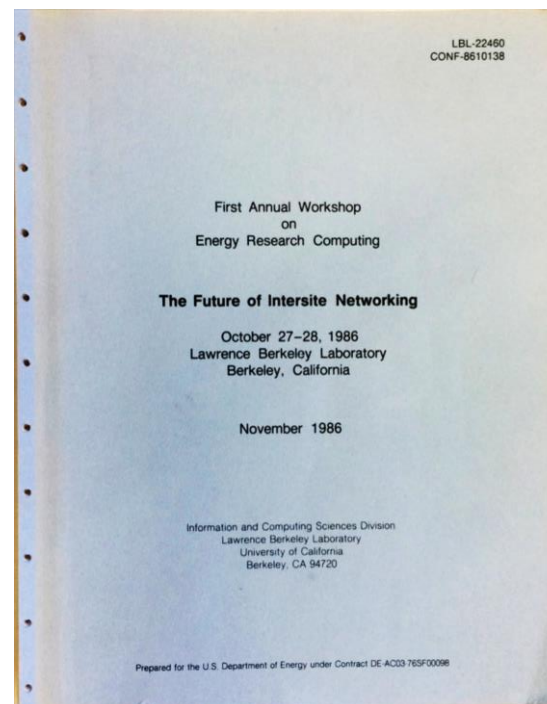 LBL-22460
CONF-8610138
First Annual Workshop
on
Energy Research Computing
The Future of Intersite Networking
October 27–28, 1986
Lawrence Berkeley Laboratory
Berkeley, California
November 1986
Information and Computing Sciences Division
Lawrence Berkeley Laboratory
University of California
Berkeley, CA 94720
Prepared for the U.S. Department of Energy under Contract DE-AC03-76SF00098